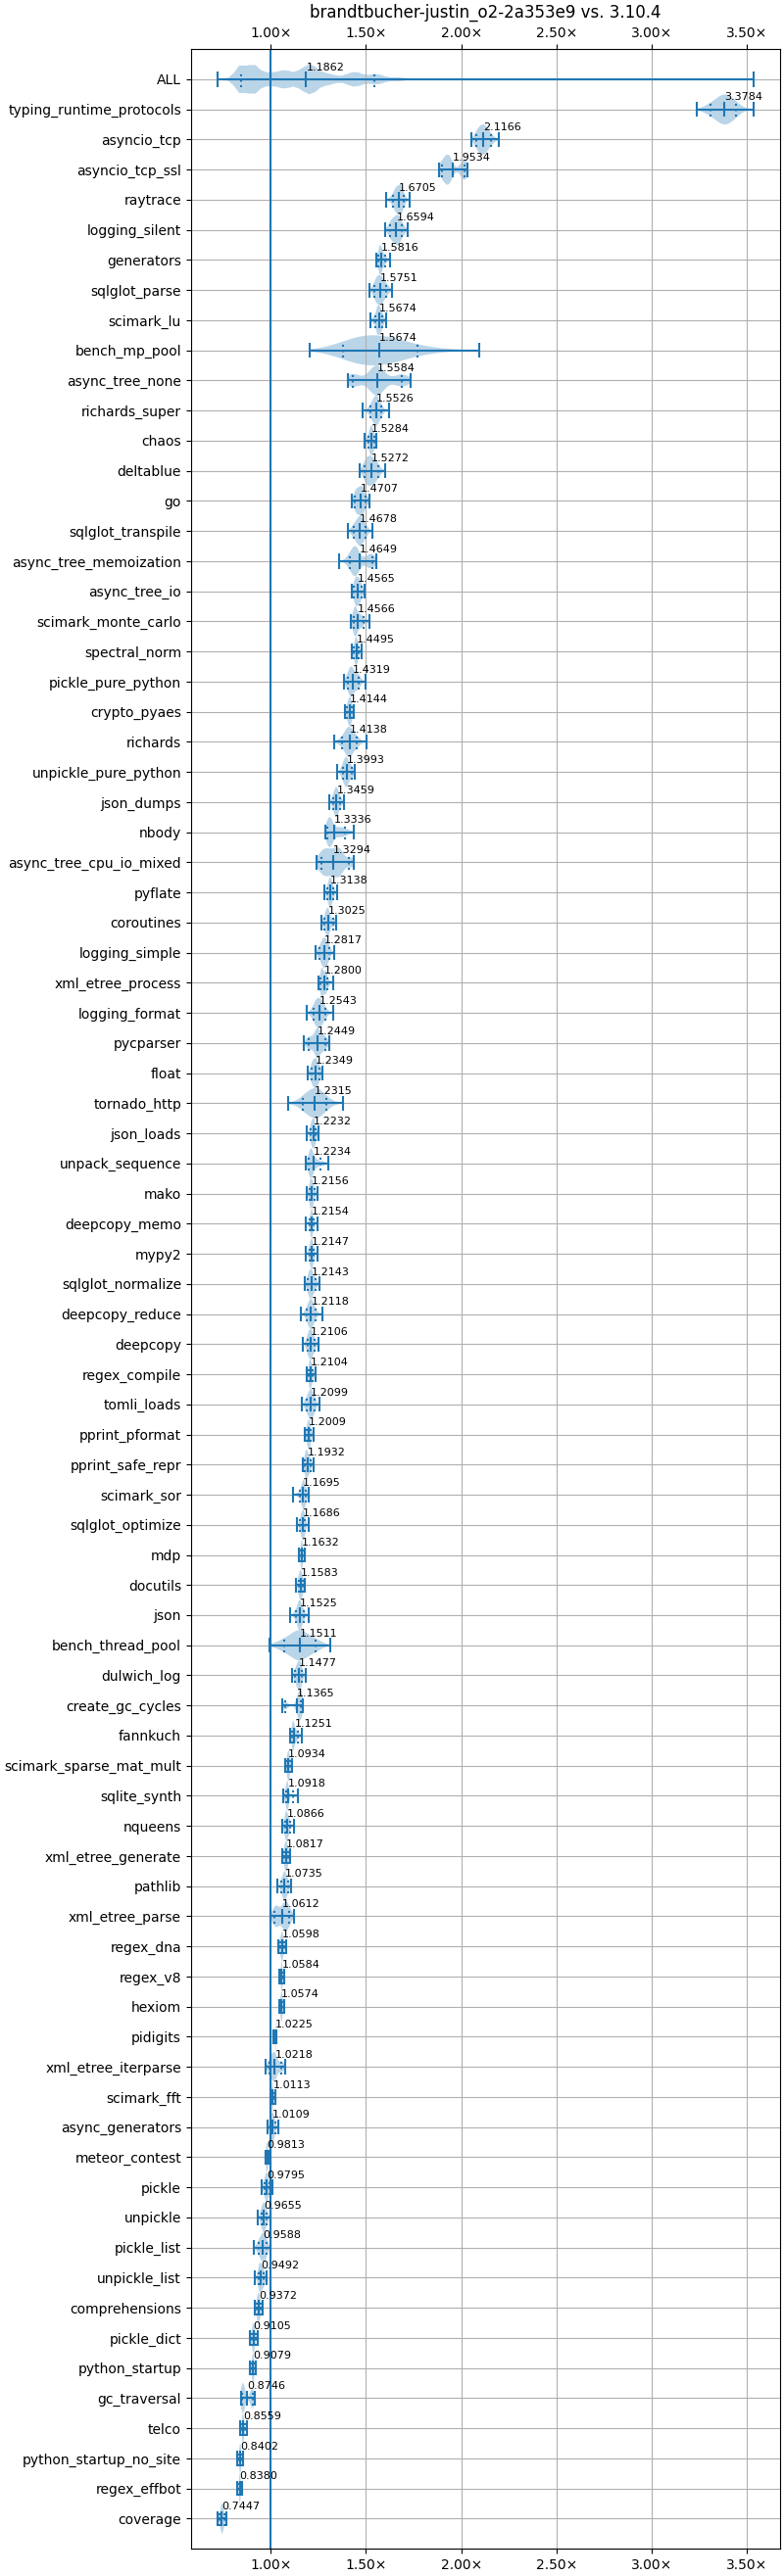 brandtbucher-justin_o2-2a353e9 vs. 3.10.4
1.00× 1.50× 2.00× 2.50× 3.00× 3.50×
ALL 1.1862
typing_runtime_protocols 3.3784
asyncio_tcp 2.1166
asyncio_tcp_ssl 1.9534
raytrace 1.6705
logging_silent 1.6594
generators 1.5816
sqlglot_parse 1.5751
scimark_lu 1.5674
bench_mp_pool 1.5674
async_tree_none 1.5584
richards_super 1.5526
chaos 1.5284
deltablue 1.5272
go 1.4707
sqlglot_transpile 1.4678
async_tree_memoization 1.4649
async_tree_io 1.4565
scimark_monte_carlo 1.4566
spectral_norm 1.4495
pickle_pure_python 1.4319
crypto_pyaes 1.4144
richards 1.4138
unpickle_pure_python 1.3993
json_dumps 1.3459
nbody 1.3336
async_tree_cpu_io_mixed 1.3294
pyflate 1.3138
coroutines 1.3025
logging_simple 1.2817
xml_etree_process 1.2800
logging_format 1.2543
pycparser 1.2449
float 1.2349
tornado_http 1.2315
json_loads 1.2232
unpack_sequence 1.2234
mako 1.2156
deepcopy_memo 1.2154
mypy2 1.2147
sqlglot_normalize 1.2143
deepcopy_reduce 1.2118
deepcopy 1.2106
regex_compile 1.2104
tomli_loads 1.2099
pprint_pformat 1.2009
pprint_safe_repr 1.1932
scimark_sor 1.1695
sqlglot_optimize 1.1686
mdp 1.1632
docutils 1.1583
json 1.1525
bench_thread_pool 1.1511
dulwich_log 1.1477
create_gc_cycles 1.1365
fannkuch 1.1251
scimark_sparse_mat_mult 1.0934
sqlite_synth 1.0918
nqueens 1.0866
xml_etree_generate 1.0817
pathlib 1.0735
xml_etree_parse 1.0612
regex_dna 1.0598
regex_v8 1.0584
hexiom 1.0574
pidigits 1.0225
xml_etree_iterparse 1.0218
scimark_fft 1.0113
async_generators 1.0109
meteor_contest 0.9813
pickle 0.9795
unpickle 0.9655
pickle_list 0.9588
unpickle_list 0.9492
comprehensions 0.9372
pickle_dict 0.9105
python_startup 0.9079
gc_traversal 0.8746
telco 0.8559
python_startup_no_site 0.8402
regex_effbot 0.8380
coverage 0.7447
1.00× 1.50× 2.00× 2.50× 3.00× 3.50×